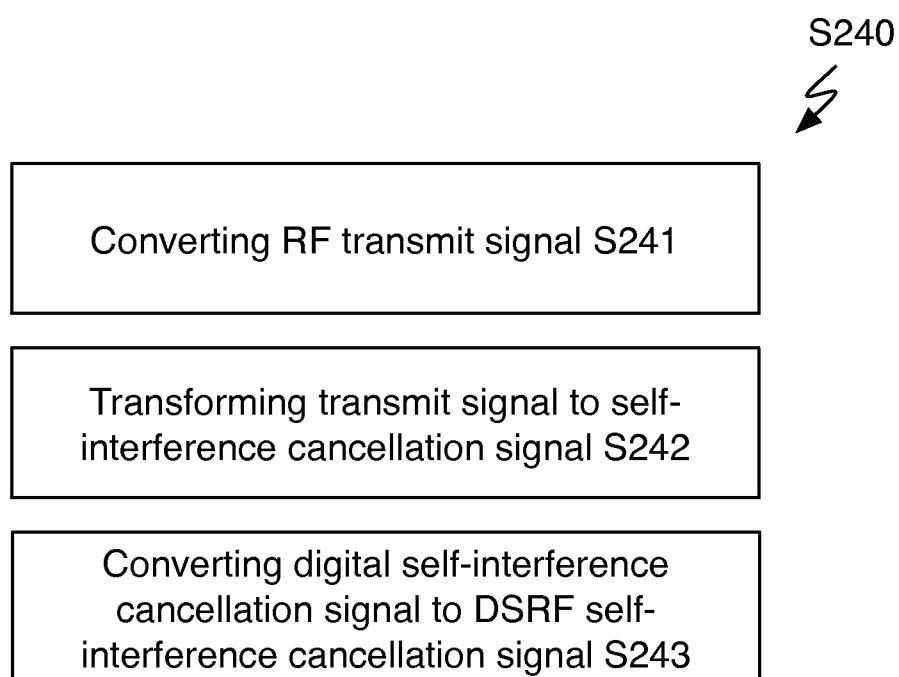 S240
Converting RF transmit signal S241
Transforming transmit signal to self-
interference cancellation signal S242
Converting digital self-interference
cancellation signal to DSRF self-
interference cancellation signal S243